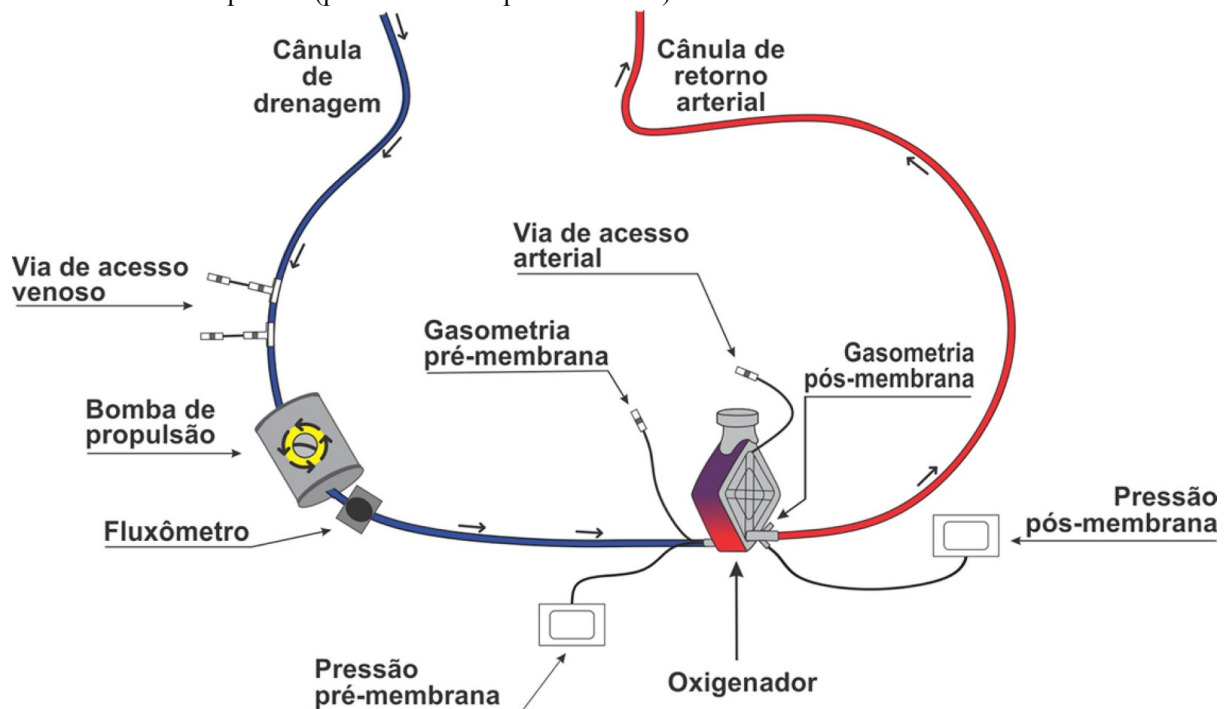 Cânula
de
drenagem
Cânula de
retorno
arterial
Via de acesso
arterial
Via de acesso
venoso
Gasometria
pré-membrana
Gasometria
pós-membrana
Bomba de
propulsão
Pressão
pós-membrana
Fluxômetro
Pressão
pré-membrana
Oxigenador